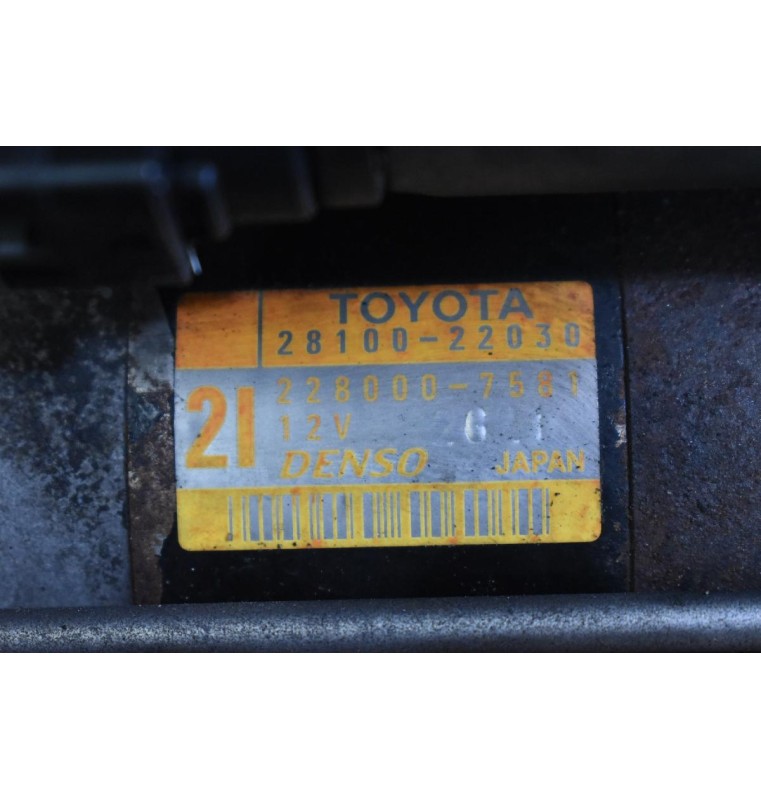 TOYOTA
28100-22030
228000-7581
21
12V
DENSO JAPAN